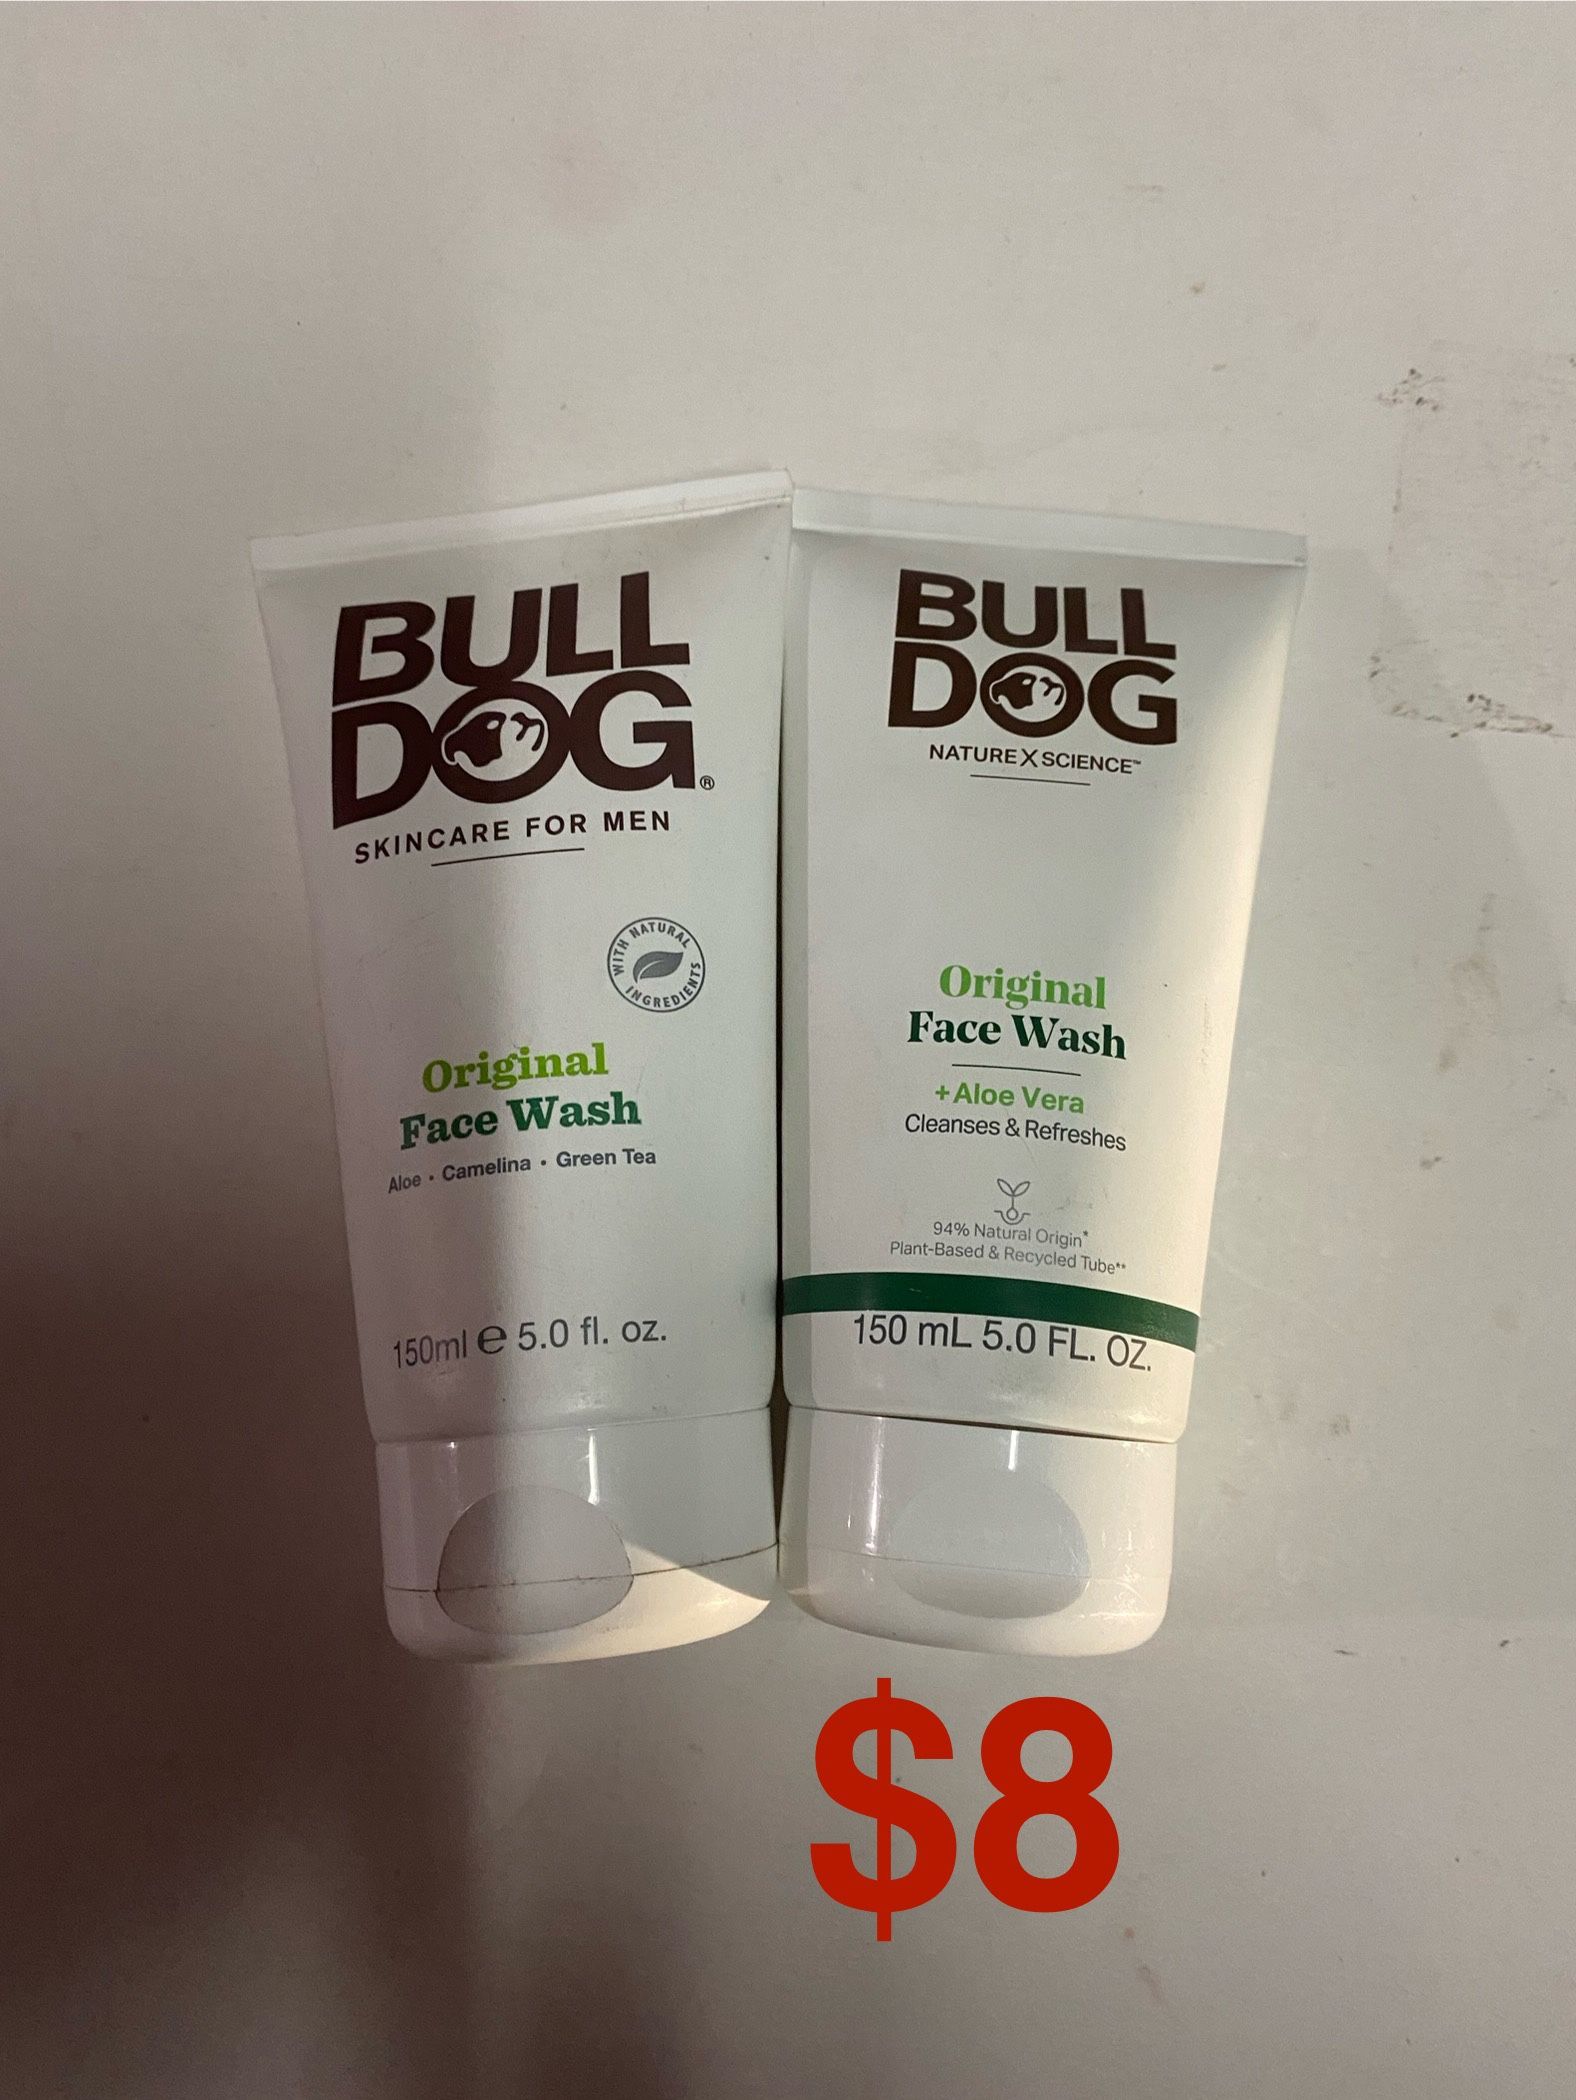 BULL
DOG®
SKINCARE FOR MEN
WITH NATURAL
INGREDIENTS
Original
Face Wash
Aloe • Camelina • Green Tea
150ml ℮ 5.0 fl. oz.
BULL
DOG
NATURE X SCIENCE™
Original
Face Wash
+Aloe Vera
Cleanses & Refreshes
94% Natural Origin*
Plant-Based & Recycled Tube**
150 mL 5.0 FL. OZ.
$8